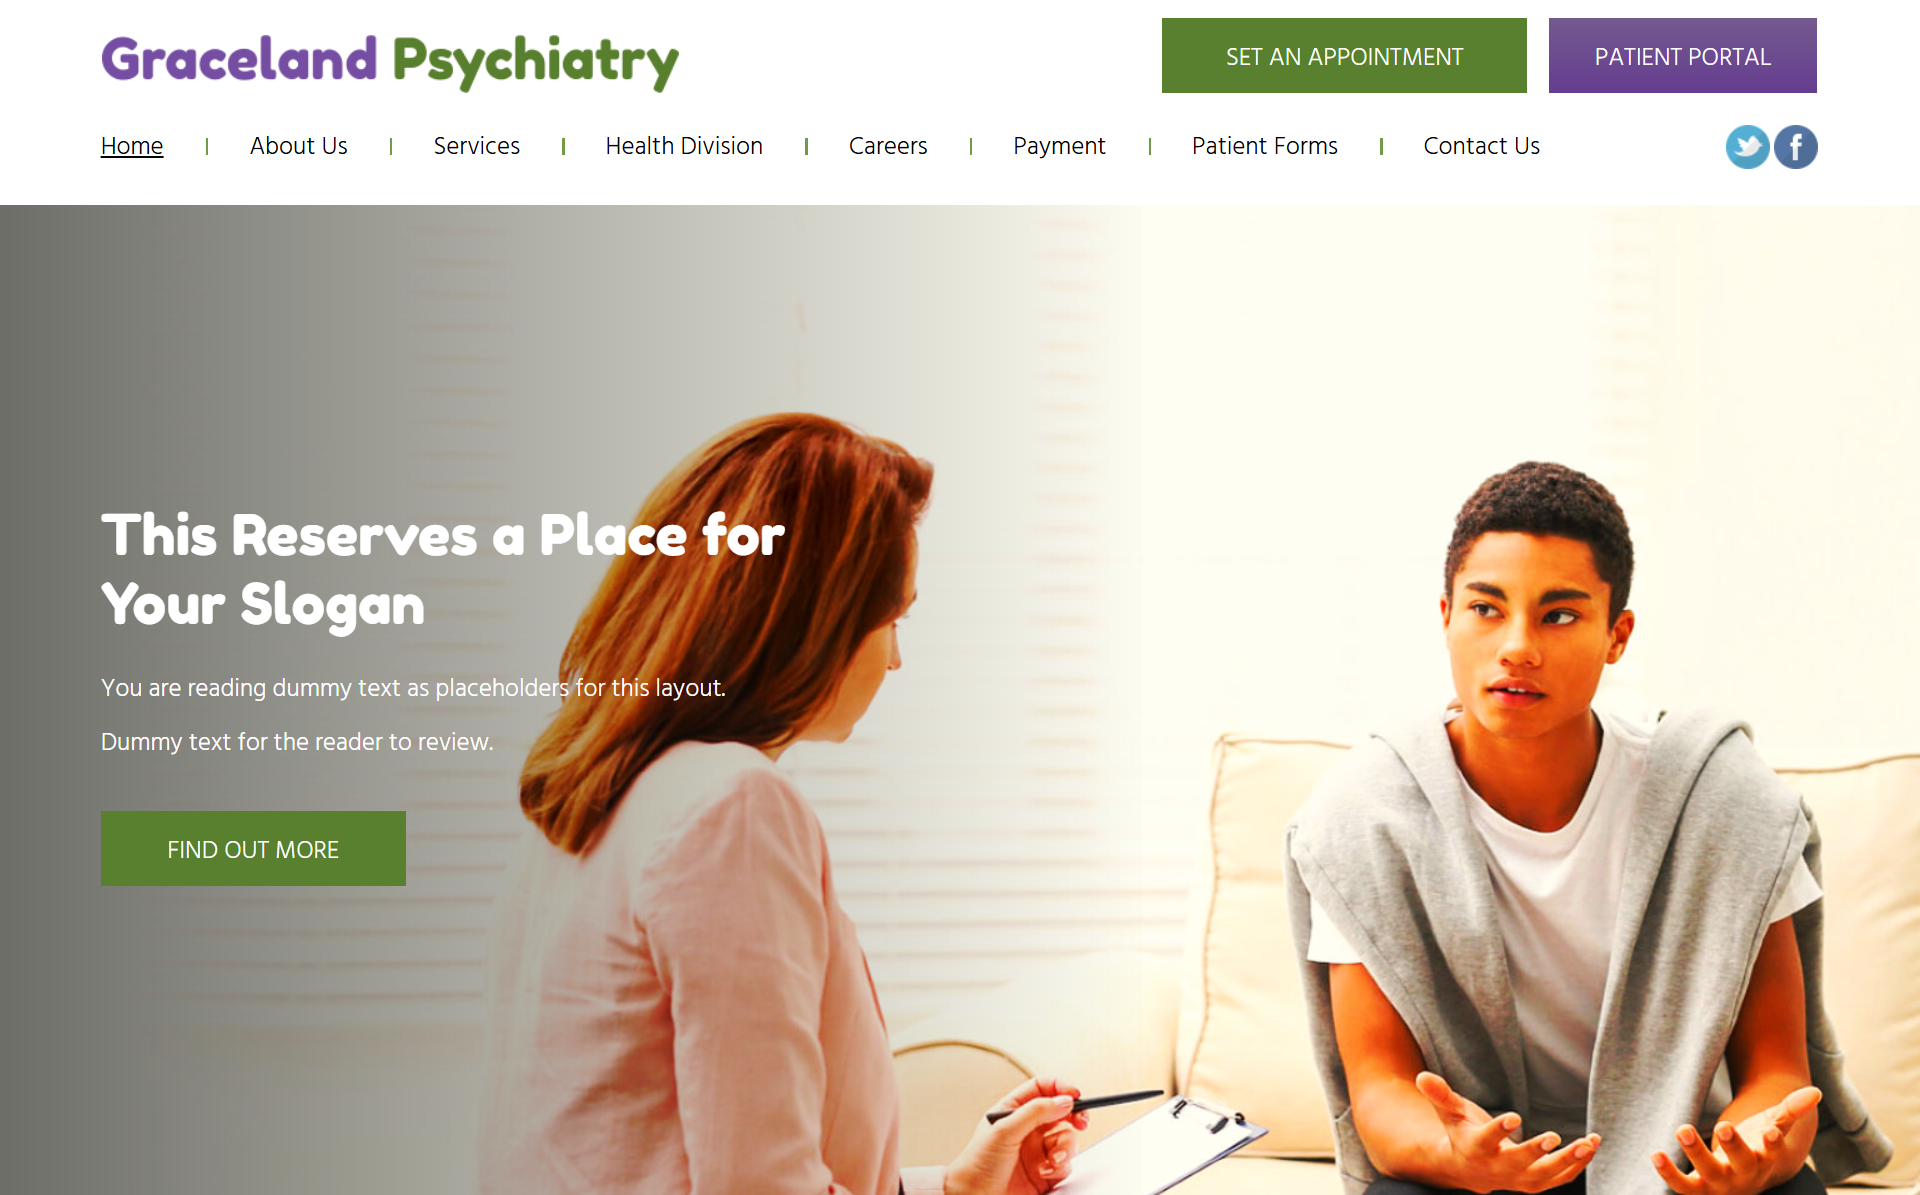 Graceland Psychiatry
SET AN APPOINTMENT
PATIENT PORTAL
Home
About Us
Services
Health Division
Careers
Payment
Patient Forms
Contact Us
This Reserves a Place for
Your Slogan
You are reading dummy text as placeholders for this layout.
Dummy text for the reader to review.
FIND OUT MORE